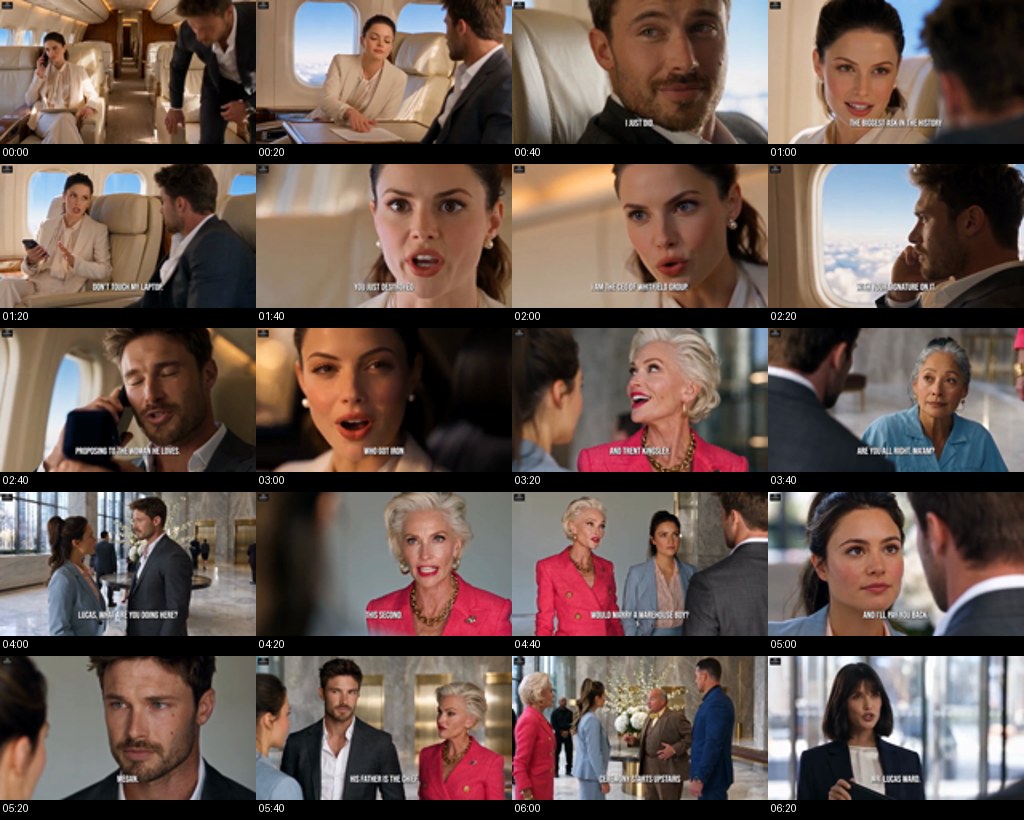 00:00
00:20
I JUST DID.
00:40
THE BIGGEST ASK IN THE HISTORY
01:00
DON'T TOUCH MY LAPTOP.
01:20
YOU JUST DESTROYED
01:40
I AM THE CEO OF WHITFIELD GROUP.
02:00
SIGNATURE ON IT.
02:20
PROPOSING TO THE WOMAN HE LOVES.
02:40
WHO GOT IRON
03:00
AND TRENT KINGSLEY.
03:20
ARE YOU ALL RIGHT, MA'AM?
03:40
LUCAS, WHAT ARE YOU DOING HERE?
04:00
THIS SECOND.
04:20
WOULD MARRY A WAREHOUSE BOY?
04:40
AND I'LL PAY YOU BACK.
05:00
MEGAN.
05:20
HIS FATHER IS THE CHIEF
05:40
CEREMONY STARTS UPSTAIRS
06:00
MR. LUCAS WARD.
06:20